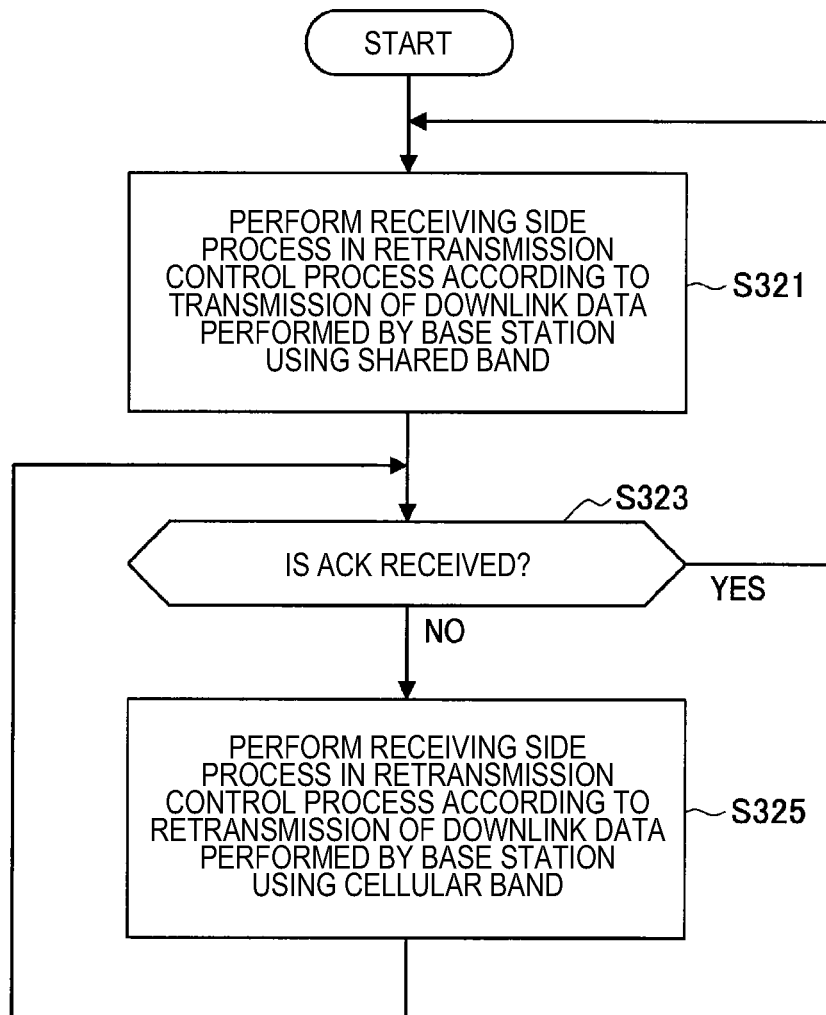 START
PERFORM RECEIVING SIDE
PROCESS IN RETRANSMISSION
CONTROL PROCESS ACCORDING TO
TRANSMISSION OF DOWNLINK DATA
PERFORMED BY BASE STATION
USING SHARED BAND
S321
S323
IS ACK RECEIVED?
YES
NO
PERFORM RECEIVING SIDE
PROCESS IN RETRANSMISSION
CONTROL PROCESS ACCORDING TO
RETRANSMISSION OF DOWNLINK DATA
PERFORMED BY BASE STATION
USING CELLULAR BAND
S325